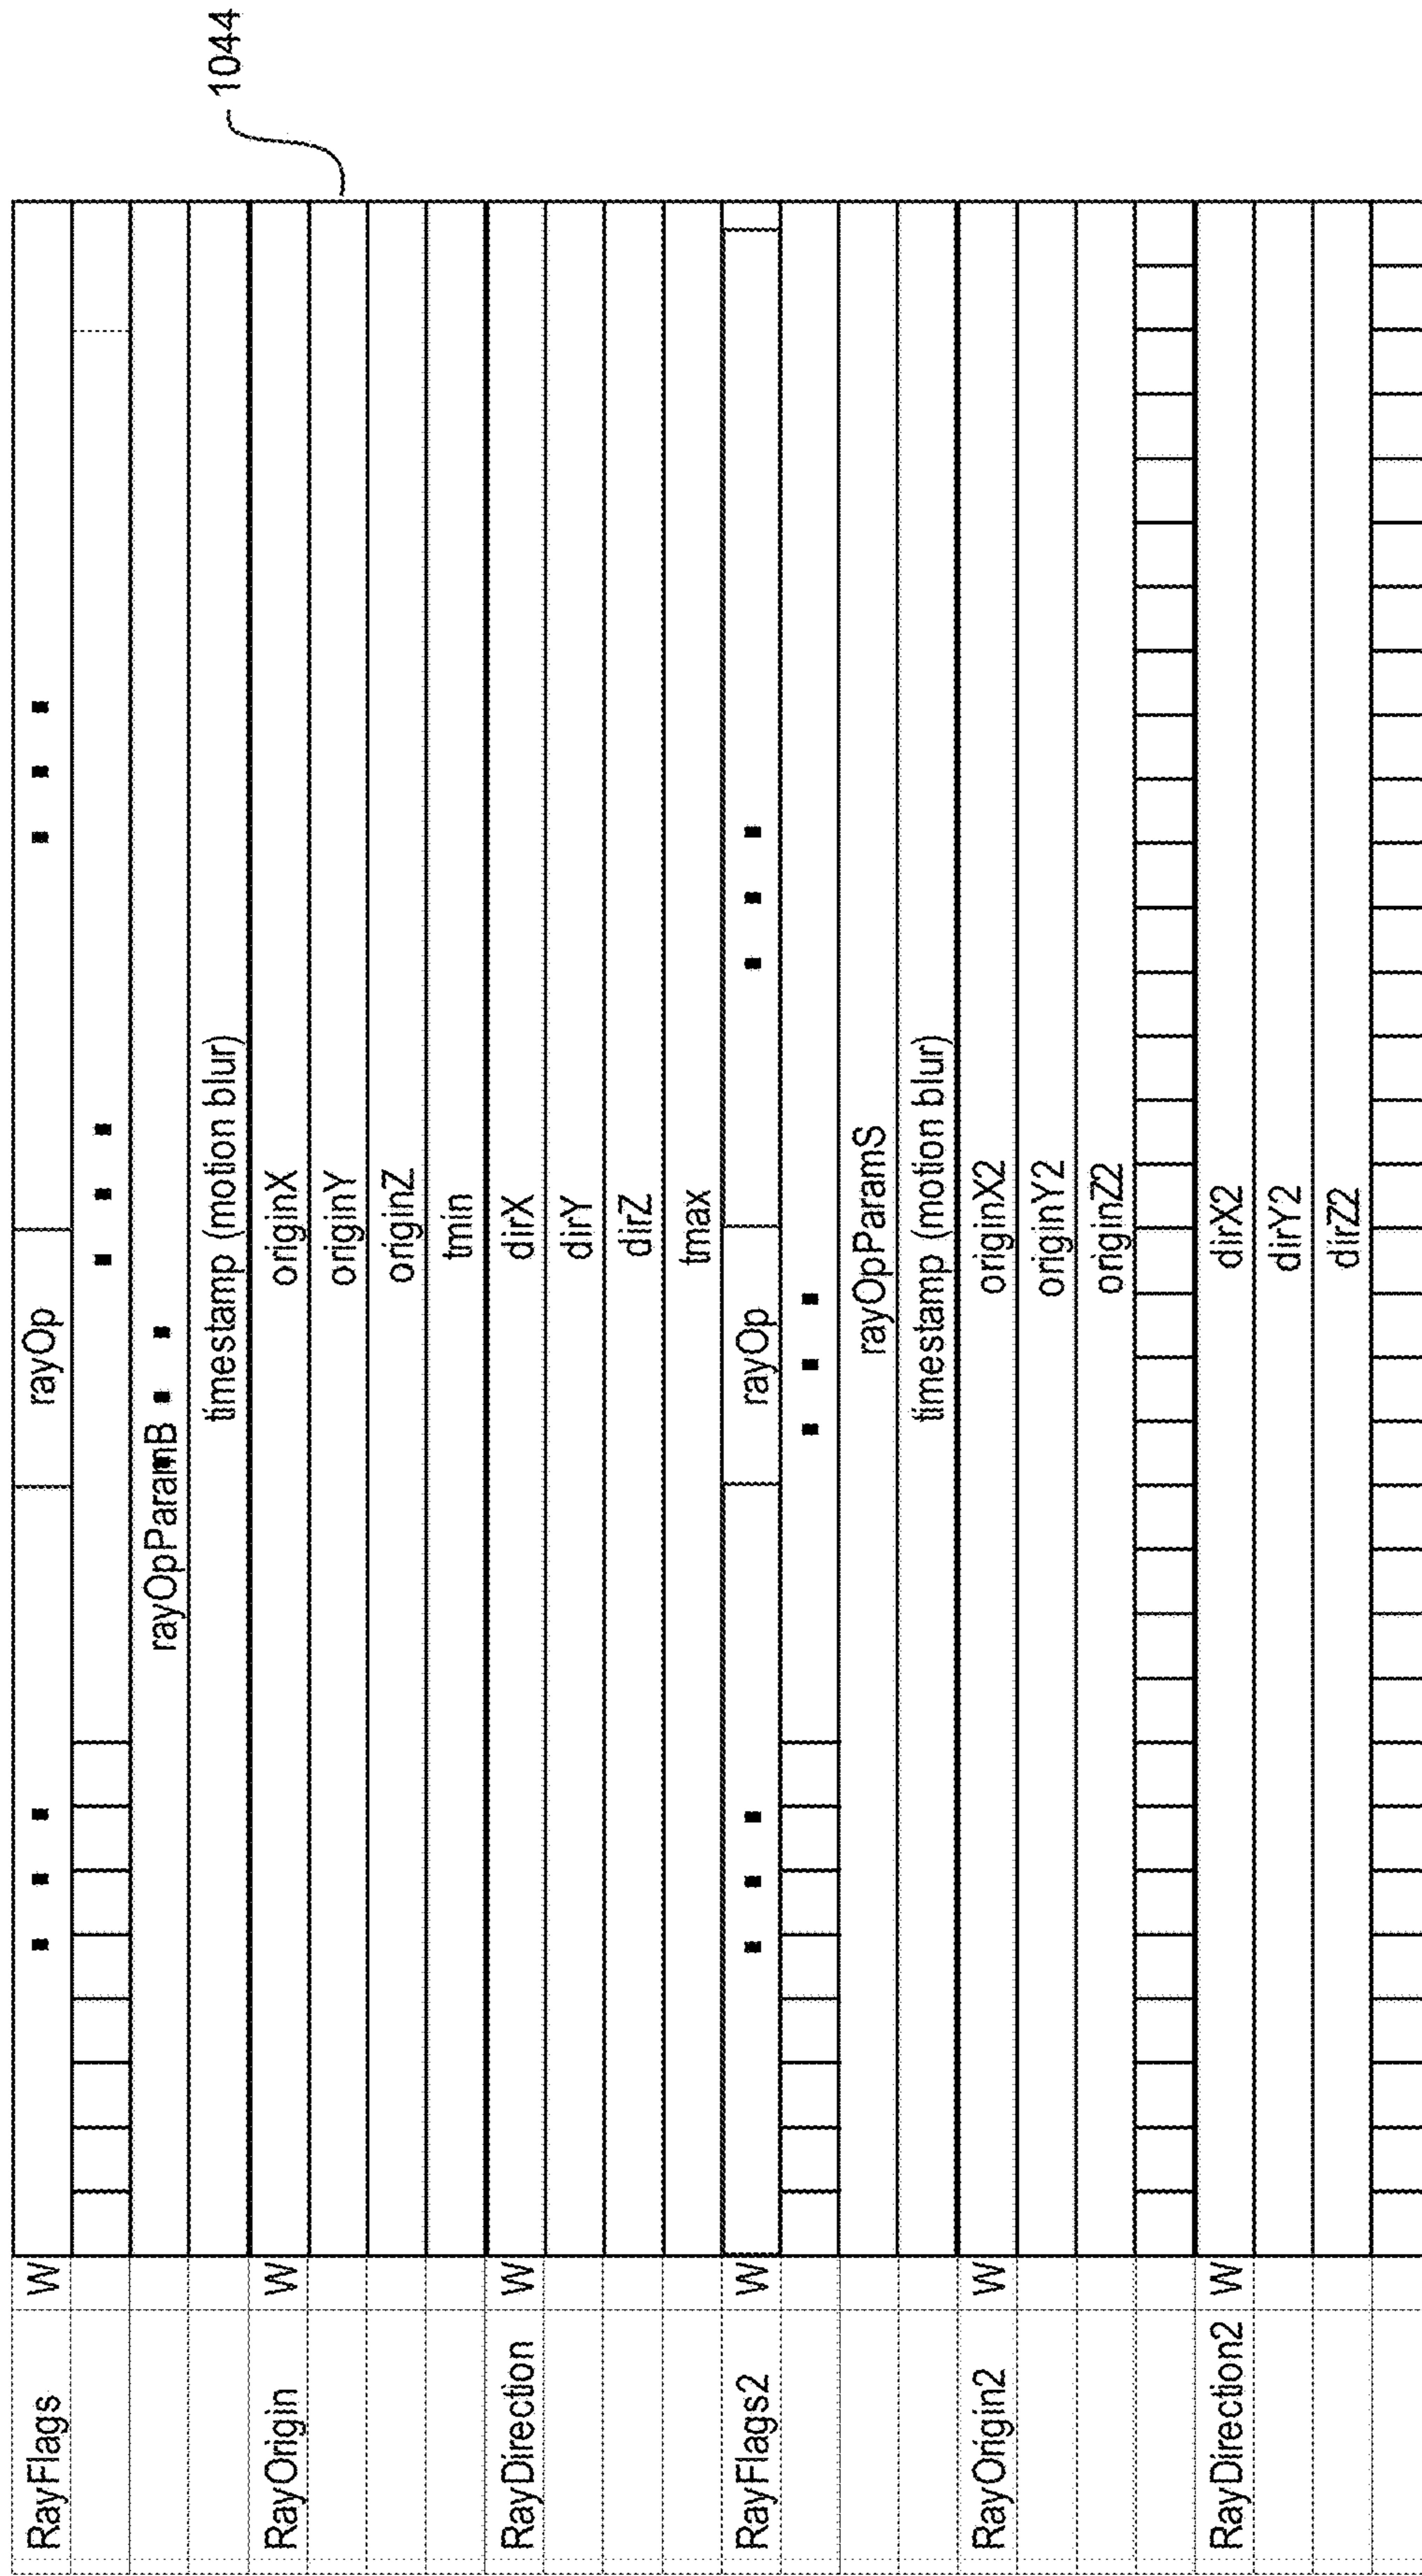 RayFlags W rayOp
rayOpParamB
timestamp (motion blur)
RayOrigin W originX
originY
originZ
tmin
RayDirection W dirX
dirY
dirZ
tmax
RayFlags2 W rayOp
rayOpParamS
timestamp (motion blur)
RayOrigin2 W originX2
originY2
originZ2
RayDirection2 W dirX2
dirY2
dirZ2
1044